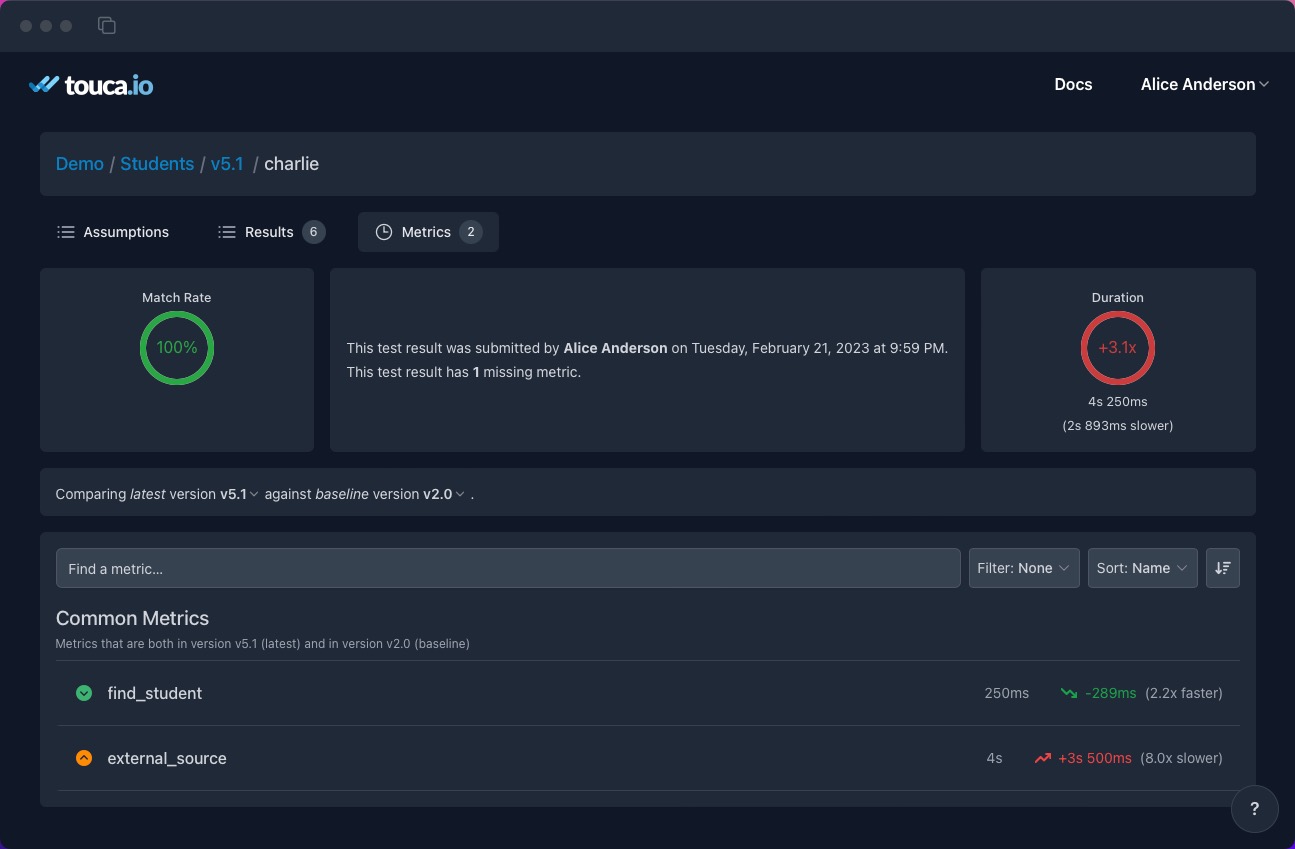 touca.io
Docs
Alice Anderson
Demo / Students / v5.1 / charlie
Assumptions
Results 6
Metrics 2
Match Rate
100%
This test result was submitted by Alice Anderson on Tuesday, February 21, 2023 at 9:59 PM.
This test result has 1 missing metric.
Duration
+3.1x
4s 250ms
(2s 893ms slower)
Comparing latest version v5.1 against baseline version v2.0 .
Find a metric...
Filter: None
Sort: Name
Common Metrics
Metrics that are both in version v5.1 (latest) and in version v2.0 (baseline)
find_student 250ms -289ms (2.2x faster)
external_source 4s +3s 500ms (8.0x slower)
?